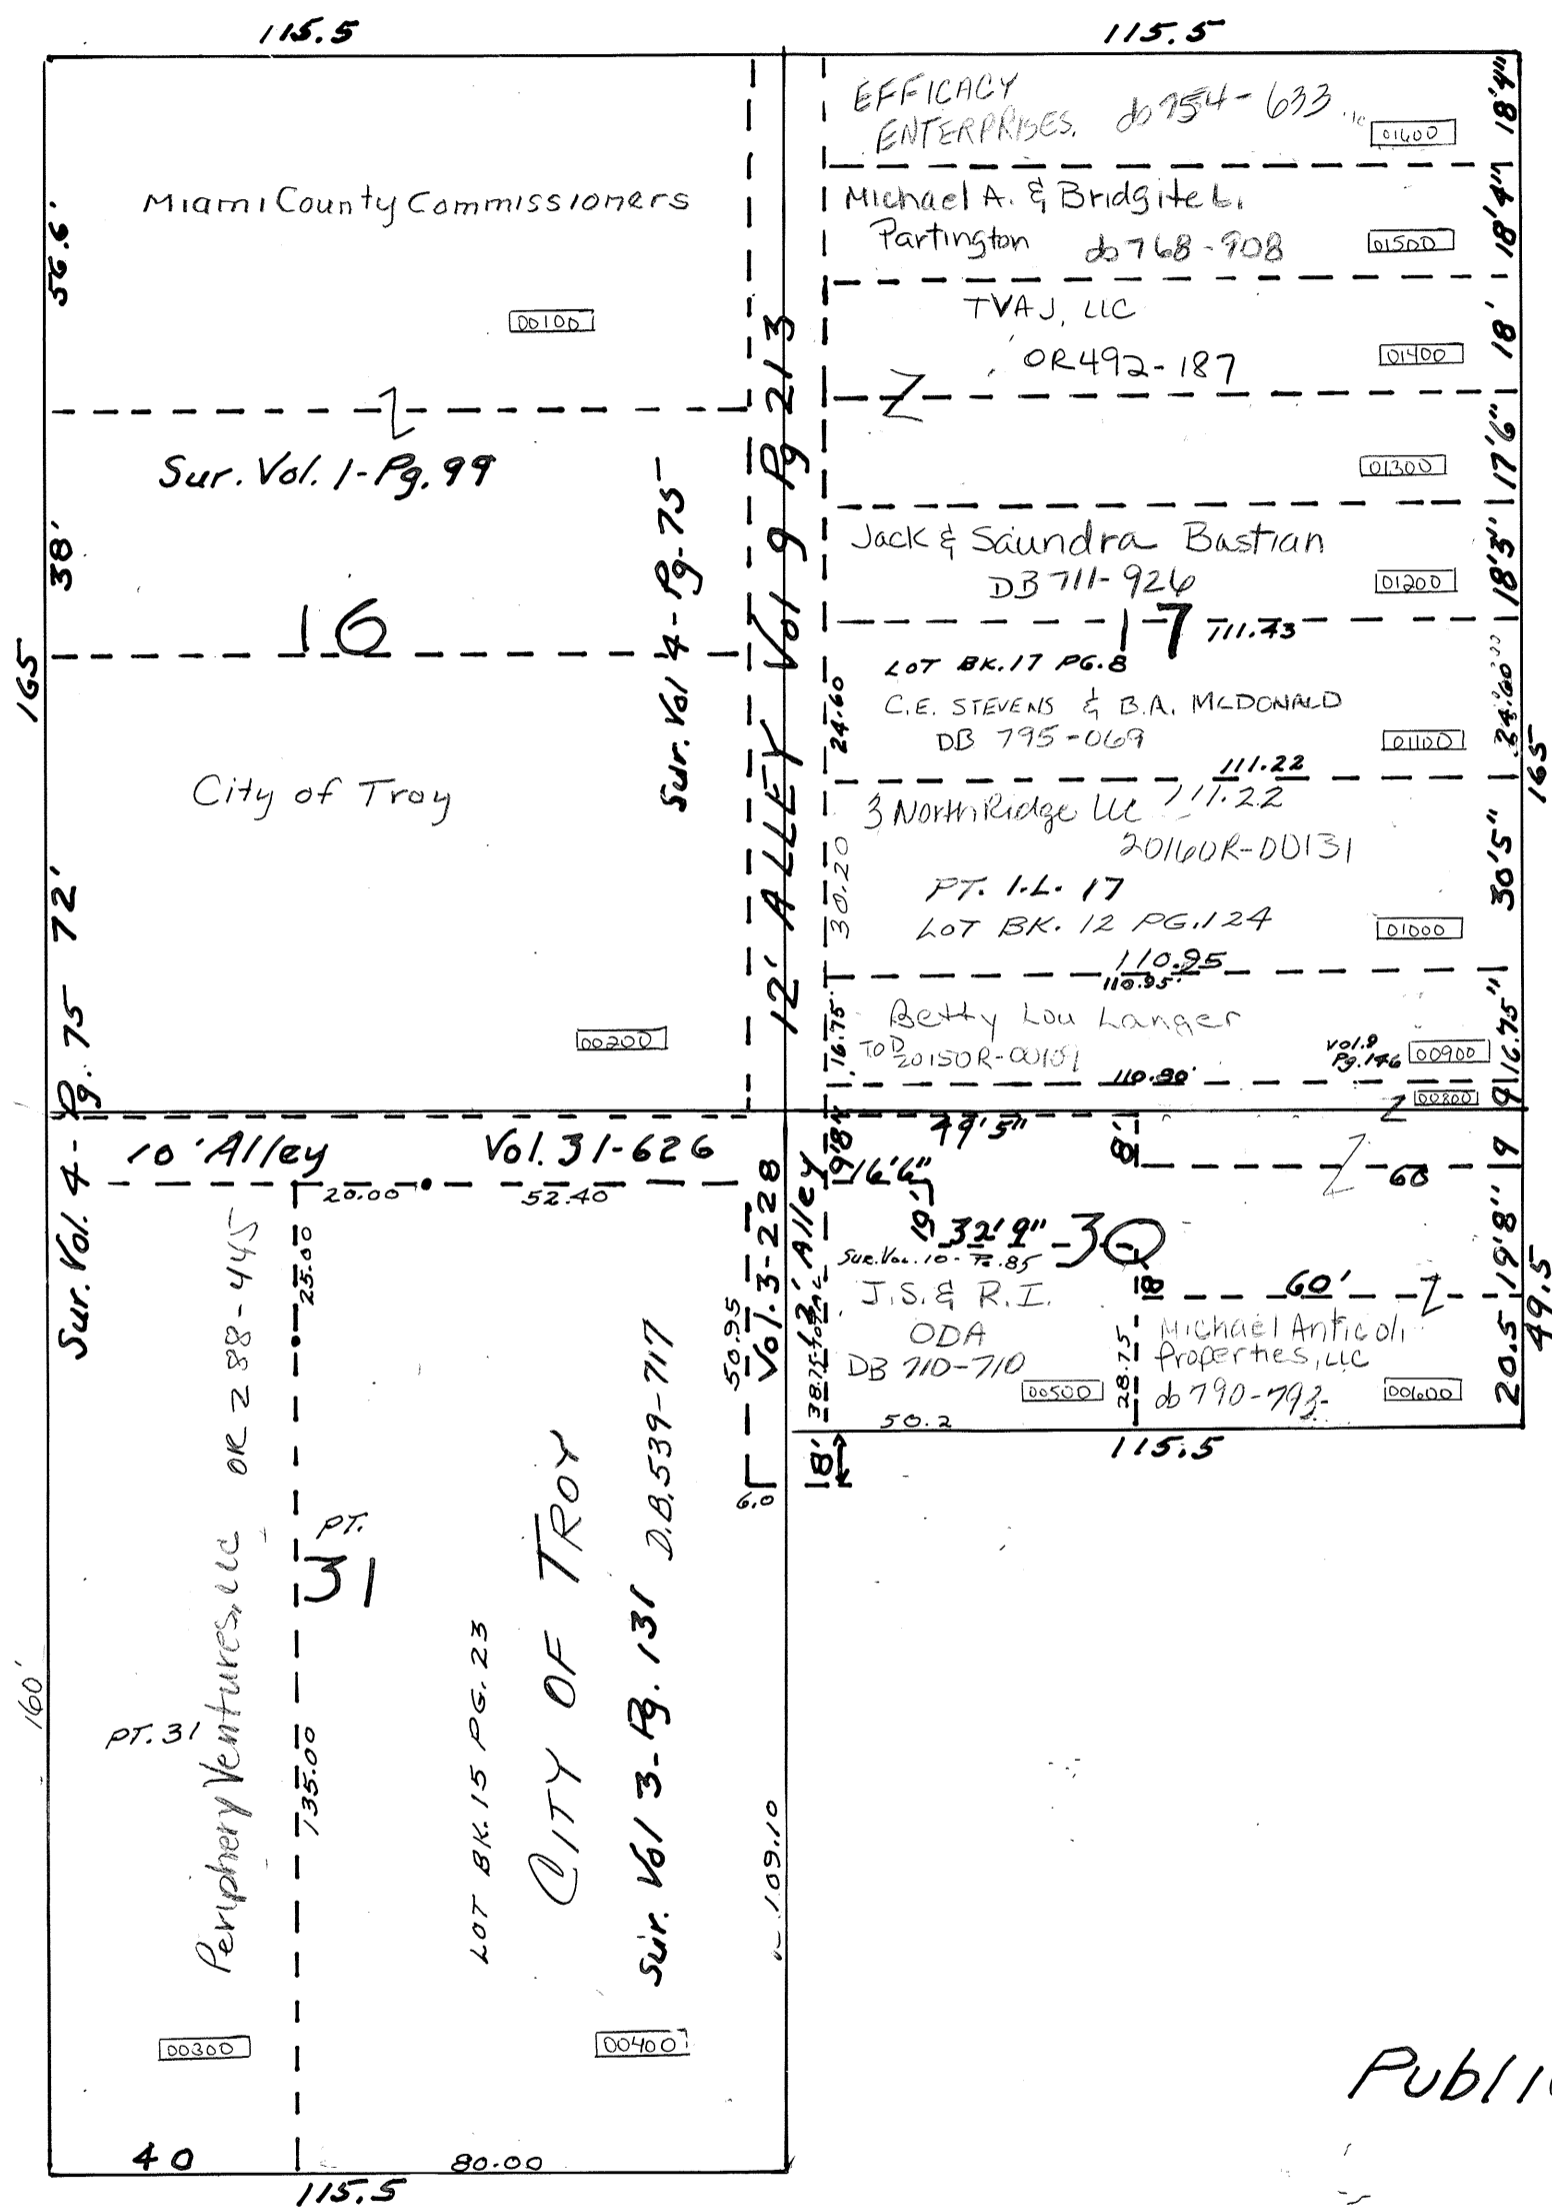 115.5
115.5
56.6'
Miami County Commissioners
00100
Sur. Vol. 1-Pg. 99
38'
16
165
Sur. Vol 4-Pg. 75
City of Troy
72'
00200
Sur. Vol. 4-Pg. 75
12' ALLEY Vol 9 Pg 213
EFFICACY
ENTERPRISES. db 754-633
01600
18'4"
Michael A. & Bridgite L.
Partington db 768-908
01500
18'4"
TVAJ, LLC
OR492-187
01400
18'
01300
17'6"
Jack & Saundra Bastian
DB 711-926
01200
18'3"
17 111.43
LOT BK. 17 PG. 8
C.E. STEVENS & B.A. MCDONALD
DB 795-069
01100
24.60
24.60
111.22
165
3 NorthRidge LLC 111.22
2016OR-00131
PT. I.L. 17
LOT BK. 12 PG. 124
01000
30.20
30'5"
110.95
110.95'
Betty Lou Langer
TOD 2015OR-00101
Vol.9
Pg.146
00900
16.75'
16.75"
110.80'
00800
9
10' Alley Vol. 31-626
20.00 52.40
49'5"
8'
9'8"
9
16'6"
60
19'
32'9"
30
19'8"
Sur. Vol. 10-Pg. 85
J.S. & R.I.
ODA
DB 710-710
00500
50.2
18
60'
28.75
Michael Anticoli
Properties, LLC
db 790-793
00600
20.5
49.5
115.5
38.75 TOTAL
Alley
8'
Vol. 3-228
50.95
6.0
25.00
Periphery Ventures, LLC OR 288-445
PT.
31
PT. 31
160'
135.00
LOT BK. 15 PG. 23
CITY OF TROY
Sur. Vol 3-Pg. 131 D.B. 539-717
109.10
00300
00400
40
80.00
115.5